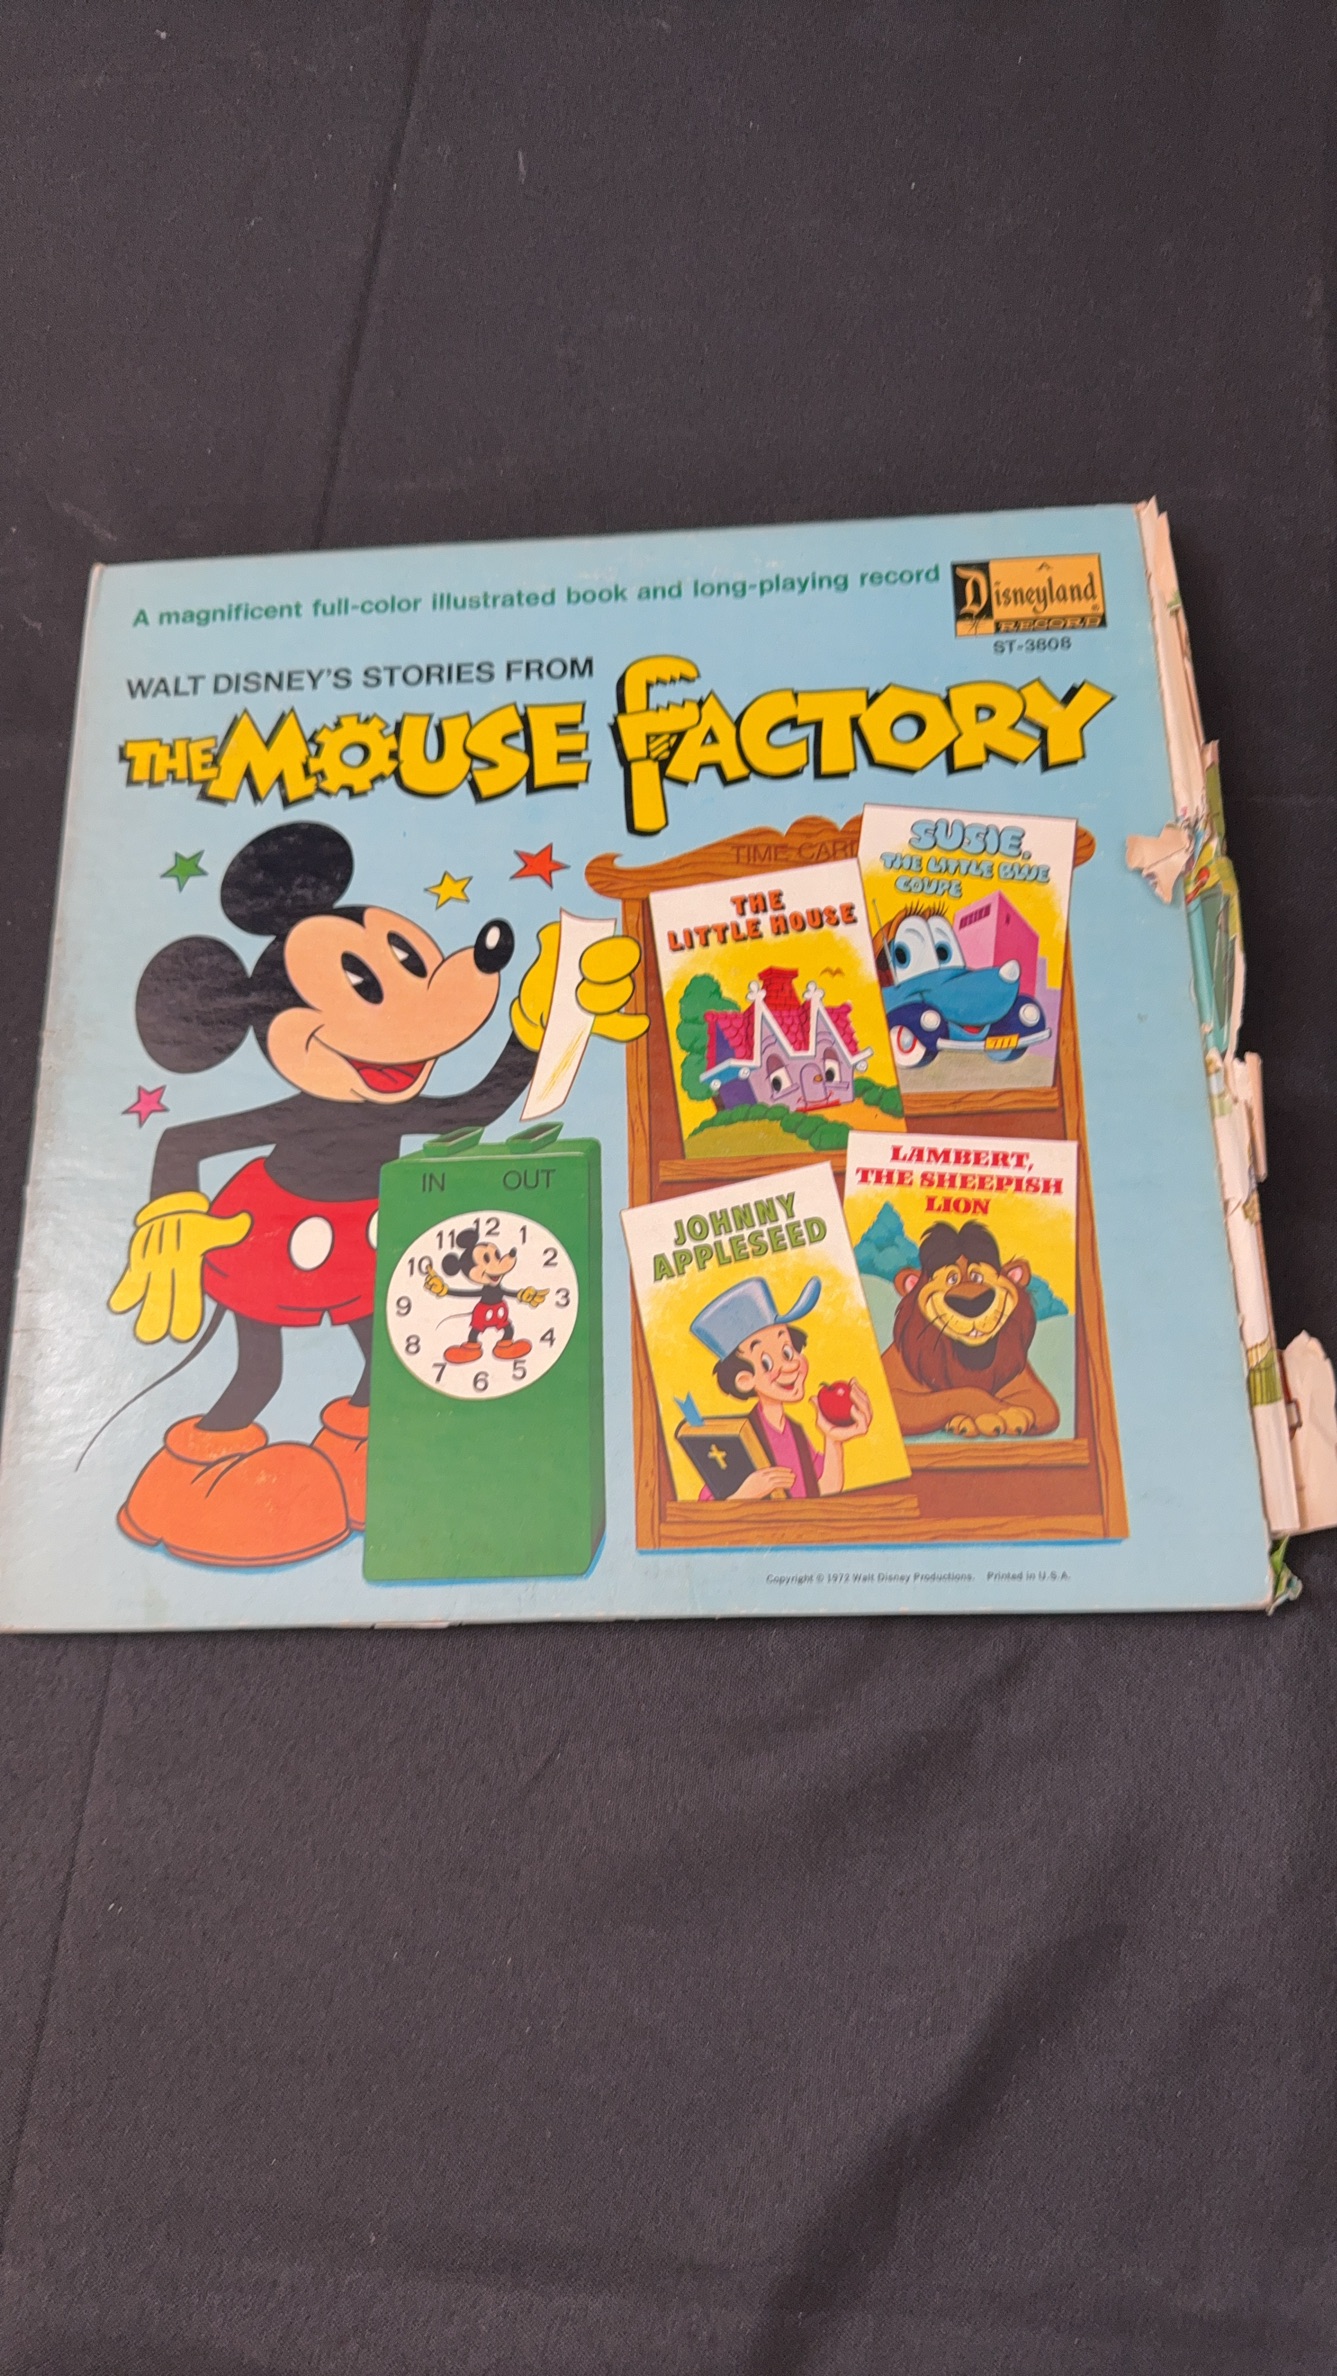 A magnificent full-color illustrated book and long-playing record
Disneyland
RECORD
ST-3808
WALT DISNEY'S STORIES FROM
THE MOUSE FACTORY
TIME CARD
SUSIE,
THE LITTLE BLUE
COUPE
THE
LITTLE HOUSE
777
IN OUT
12
1
2
3
4
5
6
7
8
9
10
11
JOHNNY
APPLESEED
LAMBERT,
THE SHEEPISH
LION
Copyright © 1972 Walt Disney Productions. Printed in U.S.A.